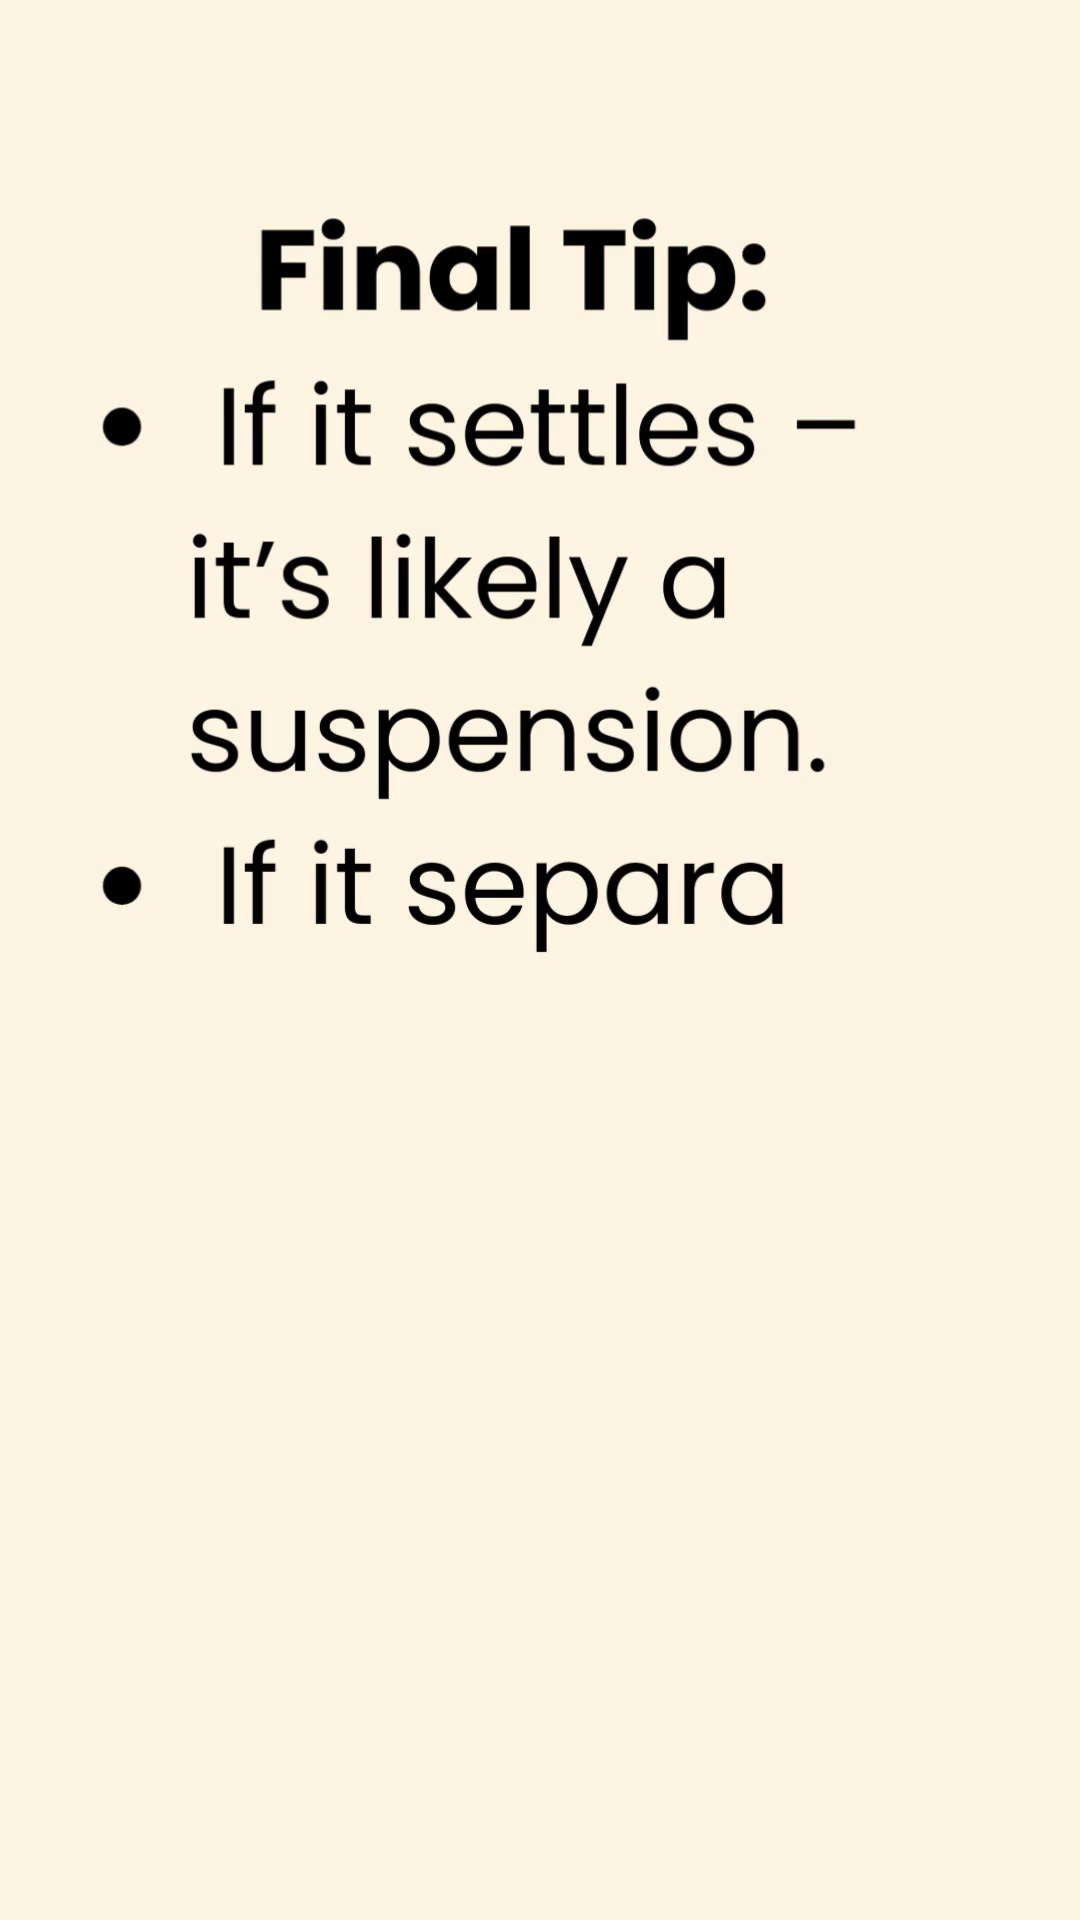 Final Tip:
• If it settles –
it’s likely a
suspension.
• If it separa